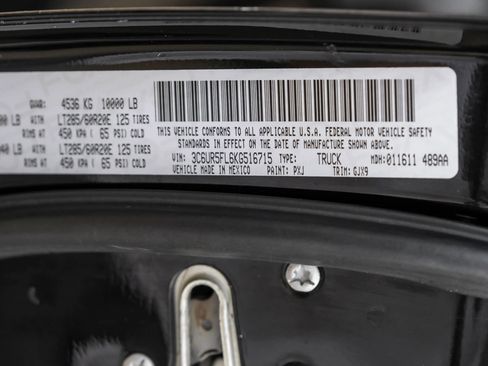 GVWR: 4536 KG 10000 LB
00 LB WITH LT285/60R20E 125 TIRES
RIMS AT 450 KPA ( 65 PSI) COLD
40 LB WITH LT285/60R20E 125 TIRES
RIMS AT 450 KPA ( 65 PSI) COLD
THIS VEHICLE CONFORMS TO ALL APPLICABLE U.S.A. FEDERAL MOTOR VEHICLE SAFETY
STANDARDS IN EFFECT ON THE DATE OF MANUFACTURE SHOWN ABOVE.
VIN: 3C6UR5FL6KG516715 TYPE: TRUCK MDH: 011611 489AA
VEHICLE MADE IN MEXICO PAINT: PXJ TRIM: GJX9